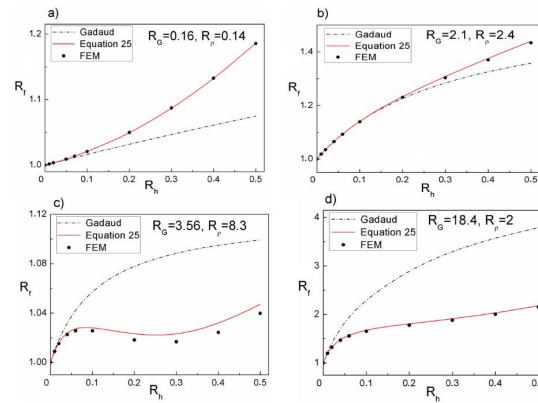 a)
1.2
1.1
1.0
R_f
Gadaud
Equation 25
FEM
R_G=0.16, R_ρ=0.14
0.0 0.1 0.2 0.3 0.4 0.5
R_h
b)
1.4
1.2
1.0
R_f
Gadaud
Equation 25
FEM
R_G=2.1, R_ρ=2.4
0.0 0.1 0.2 0.3 0.4 0.5
R_h
c)
1.12
1.08
1.04
1.00
R_f
Gadaud
Equation 25
FEM
R_G=3.56, R_ρ=8.3
0.0 0.1 0.2 0.3 0.4 0.5
R_h
d)
4
3
2
1
R_f
Gadaud
Equation 25
FEM
R_G=18.4, R_ρ=2
0.0 0.1 0.2 0.3 0.4 0.5
R_h